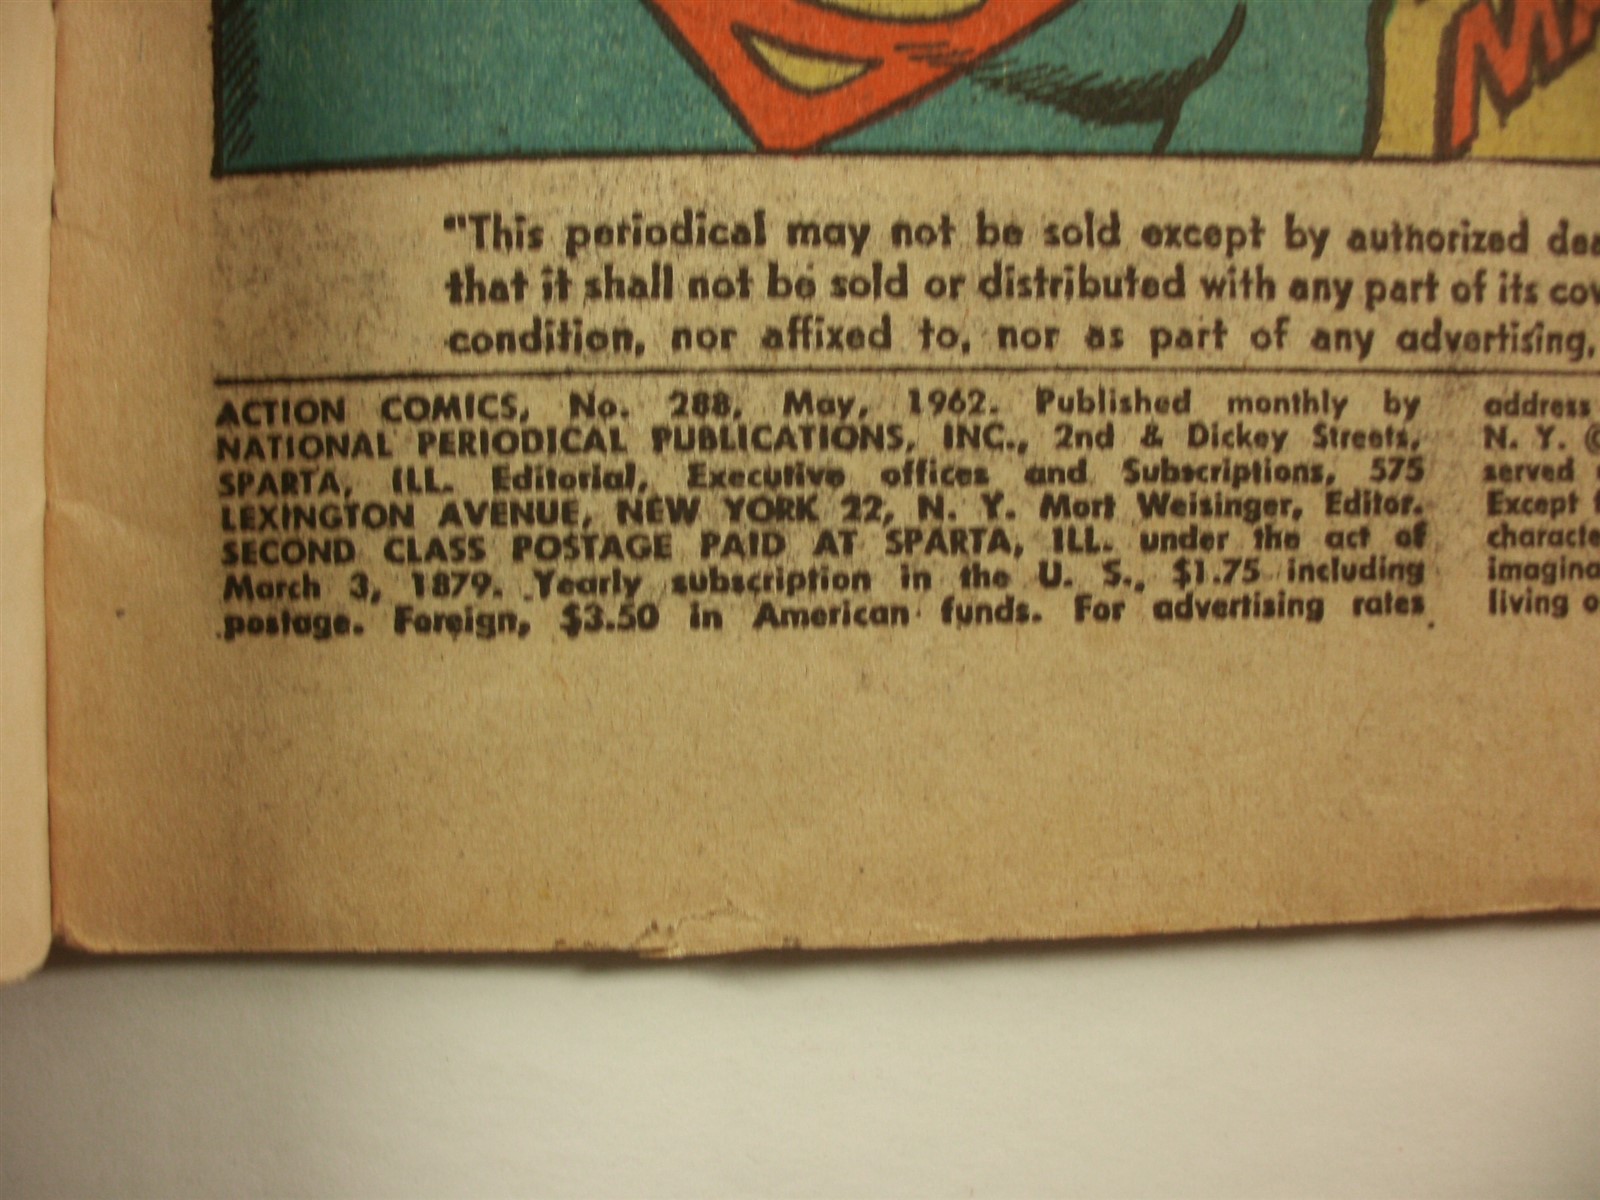 MA
"This periodical may not be sold except by authorized dea
that it shall not be sold or distributed with any part of its cov
condition, nor affixed to, nor as part of any advertising,
ACTION COMICS, No. 288, May, 1962. Published monthly by
NATIONAL PERIODICAL PUBLICATIONS, INC., 2nd & Dickey Streets,
SPARTA, ILL. Editorial, Executive offices and Subscriptions, 575
LEXINGTON AVENUE, NEW YORK 22, N. Y. Mort Weisinger, Editor.
SECOND CLASS POSTAGE PAID AT SPARTA, ILL. under the act of
March 3, 1879. Yearly subscription in the U. S., $1.75 including
postage. Foreign, $3.50 in American funds. For advertising rates
address
N. Y. ©
served
Except
characte
imagina
living o